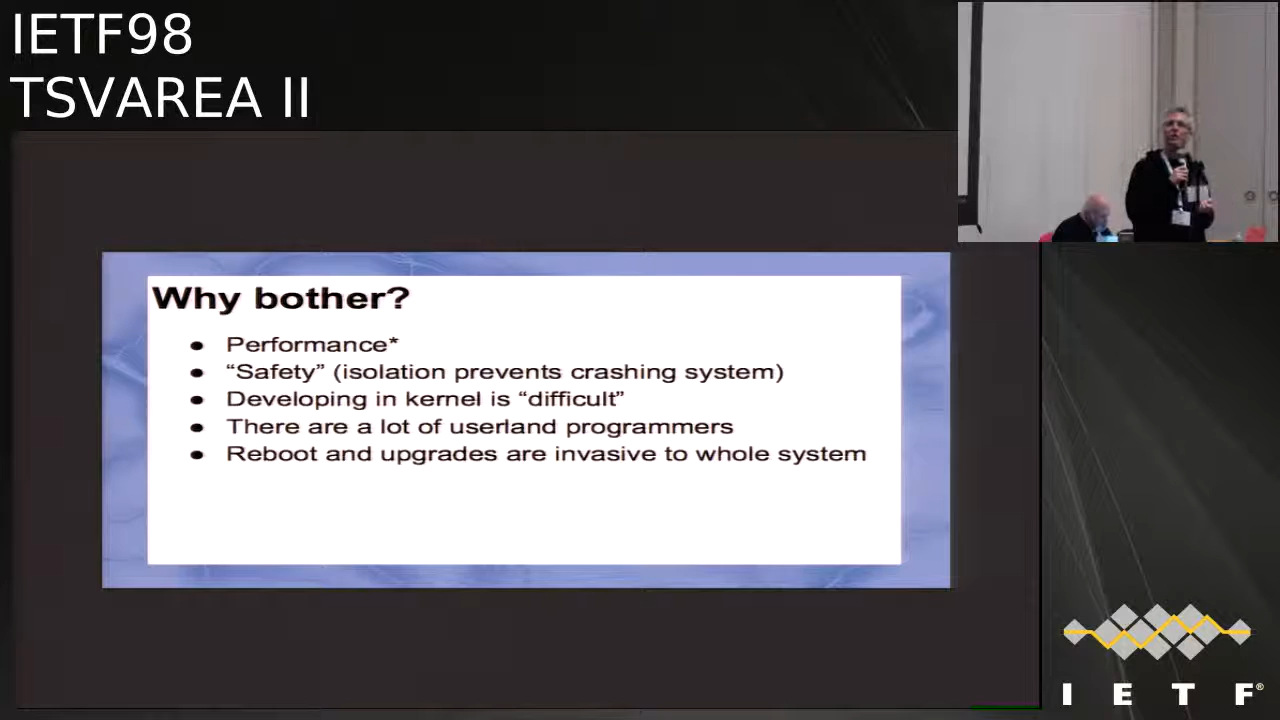 IETF98
TSVAREA II
Why bother?
● Performance*
● “Safety” (isolation prevents crashing system)
● Developing in kernel is “difficult”
● There are a lot of userland programmers
● Reboot and upgrades are invasive to whole system
I E T F®